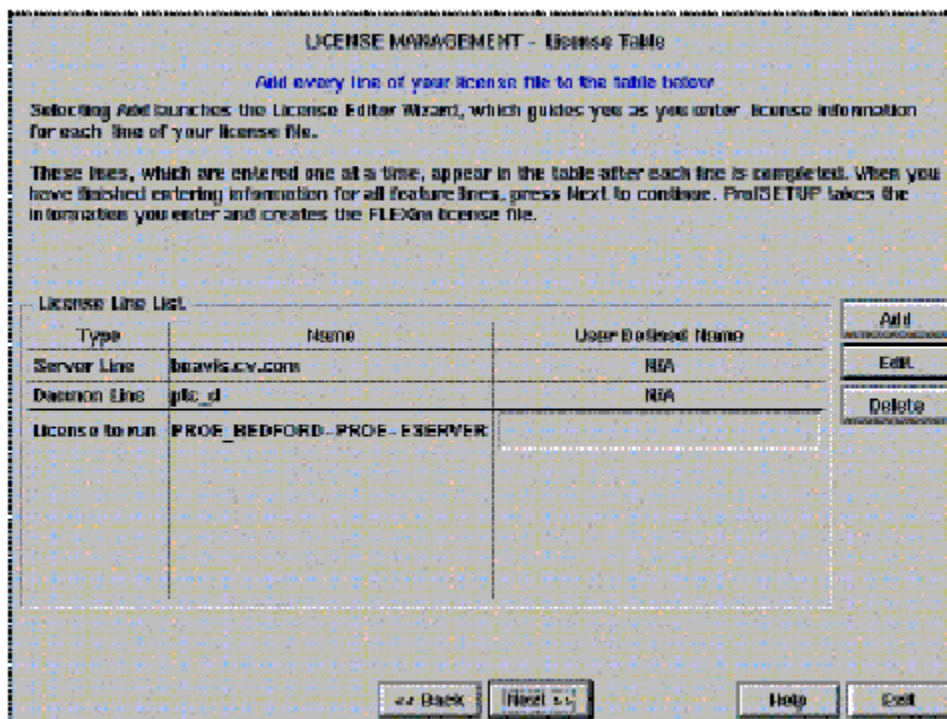 LICENSE MANAGEMENT - License Table
Add every line of your license file to the table below
Selecting Add launches the License Editor Wizard, which guides you as you enter license information
for each line of your license file.
These lines, which are entered one at a time, appear in the table after each line is completed. When you
have finished entering information for all feature lines, press Next to continue. Pro/SETUP takes the
information you enter and creates the FLEXlm license file.
License Line List
Type Name User Defined Name
Add
Server Line beavis.cv.com N/A
Edit
Daemon Line ptc_d N/A
Delete
License to run PROE_BEDFORD-PROE-ESERVER
<< Back Next >> Help Exit